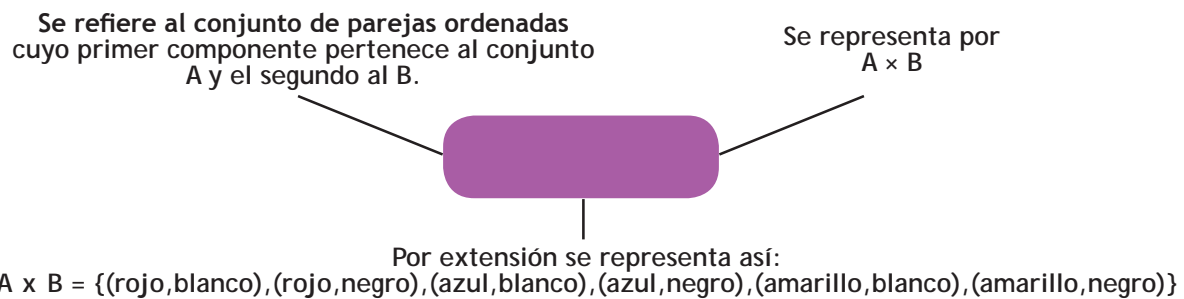 Se refiere al conjunto de parejas ordenadas
cuyo primer componente pertenece al conjunto
A y el segundo al B.
Se representa por
A × B
Por extensión se representa así:
A x B = {(rojo,blanco),(rojo,negro),(azul,blanco),(azul,negro),(amarillo,blanco),(amarillo,negro)}